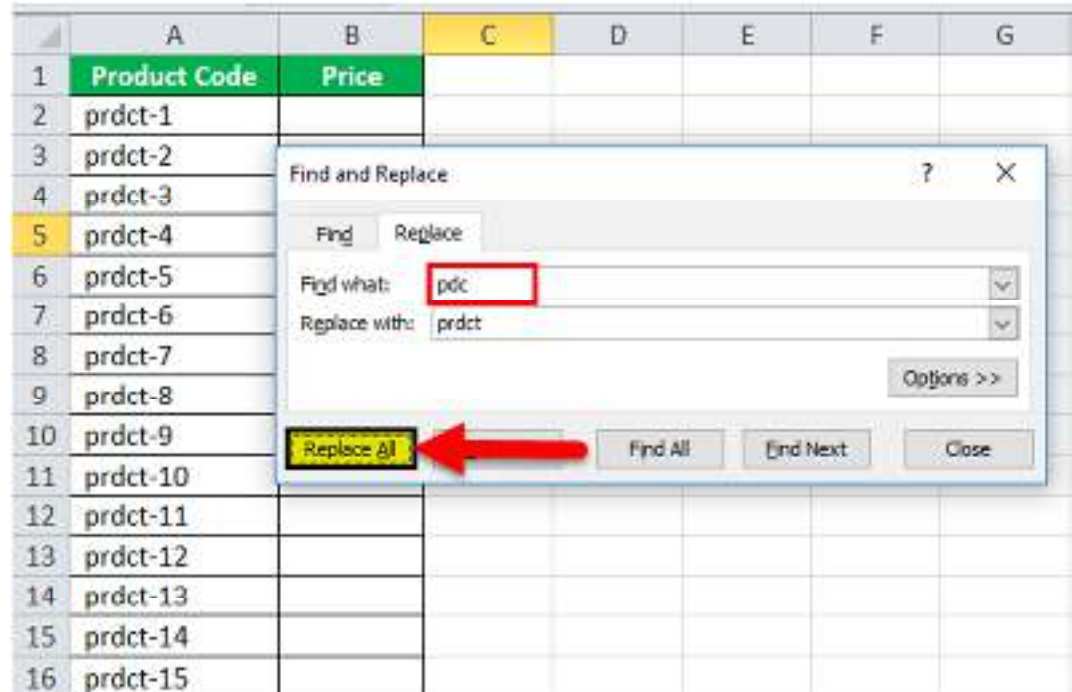 A B C D E F G
1 Product Code Price
2 prdct-1
3 prdct-2
4 prdct-3
5 prdct-4
6 prdct-5
7 prdct-6
8 prdct-7
9 prdct-8
10 prdct-9
11 prdct-10
12 prdct-11
13 prdct-12
14 prdct-13
15 prdct-14
16 prdct-15
Find and Replace ? X
Find Replace
Find what: pdc
Replace with: prdct
Options >>
Replace All Find All Find Next Close